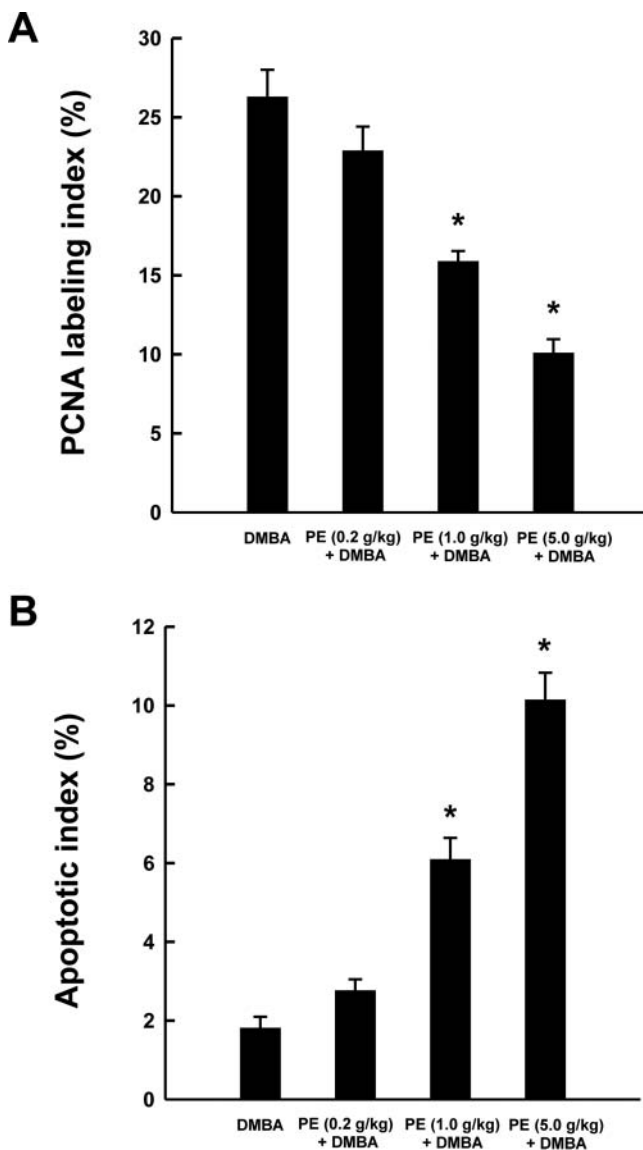 A
PCNA labeling index (%)
30
25
20
15
10
5
0
*
*
DMBA
PE (0.2 g/kg)
+ DMBA
PE (1.0 g/kg)
+ DMBA
PE (5.0 g/kg)
+ DMBA
B
Apoptotic index (%)
12
10
8
6
4
2
0
*
*
DMBA
PE (0.2 g/kg)
+ DMBA
PE (1.0 g/kg)
+ DMBA
PE (5.0 g/kg)
+ DMBA